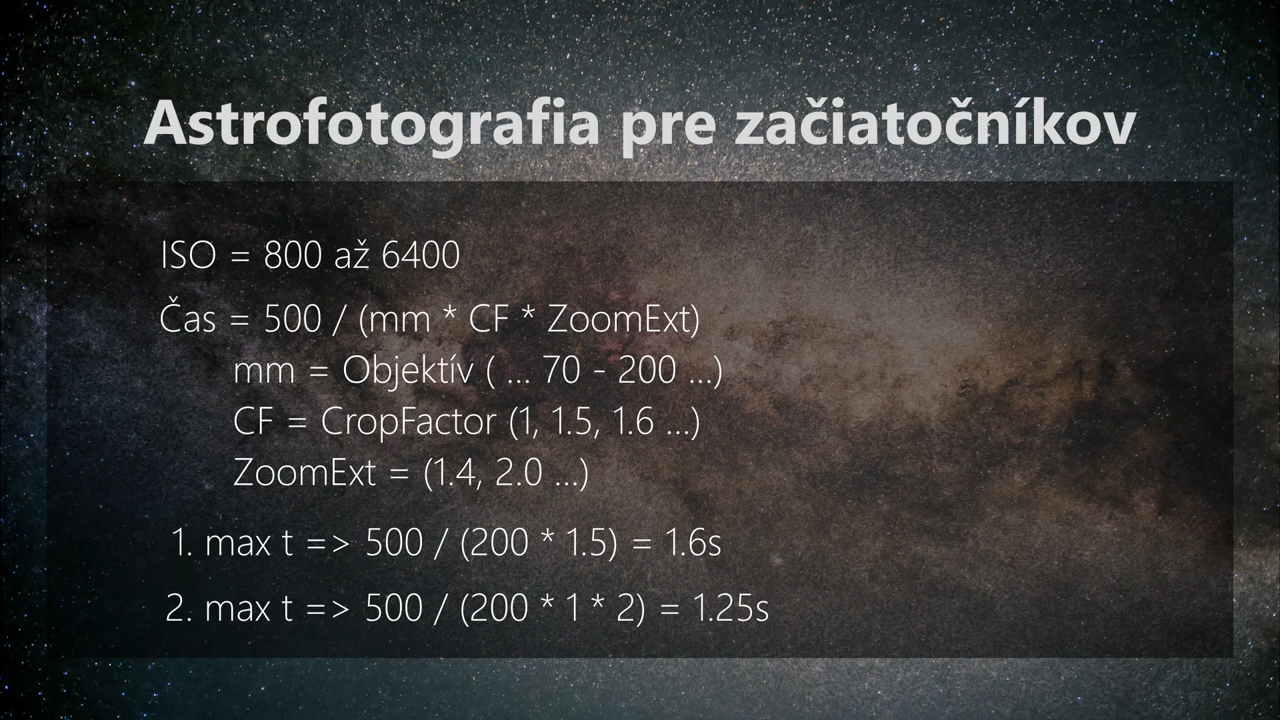 Astrofotografia pre začiatočníkov
ISO = 800 až 6400
Čas = 500 / (mm * CF * ZoomExt)
mm = Objektív ( ... 70 - 200 ...)
CF = CropFactor (1, 1.5, 1.6 ...)
ZoomExt = (1.4, 2.0 ...)
1. max t => 500 / (200 * 1.5) = 1.6s
2. max t => 500 / (200 * 1 * 2) = 1.25s